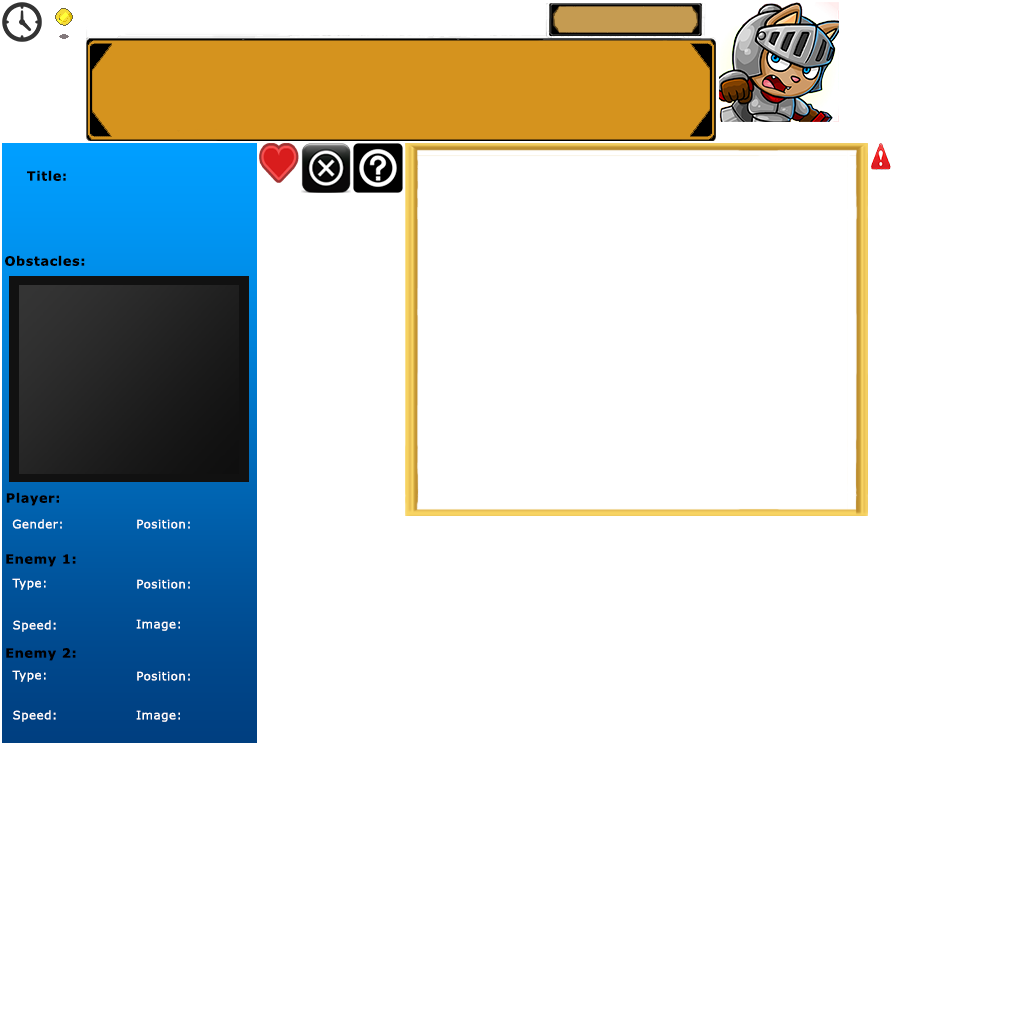 Title:
Obstacles:
Player:
Gender: Position:
Enemy 1:
Type: Position:
Speed: Image:
Enemy 2:
Type: Position:
Speed: Image: